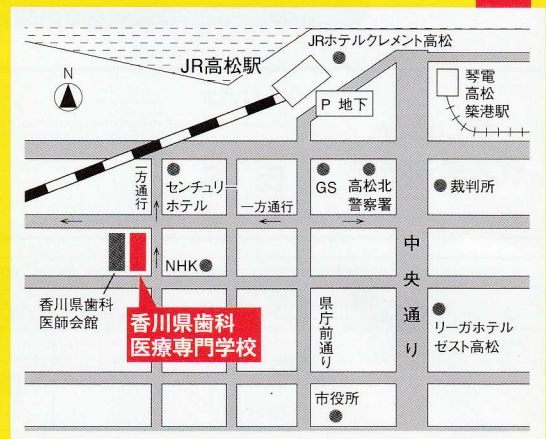 JRホテルクレメント高松
JR高松駅
N
P 地下
琴電
高松
築港駅
一方通行
センチュリー
ホテル
一方通行
GS
高松北
警察署
裁判所
NHK
中央通り
香川県歯科
医師会館
香川県歯科
医療専門学校
県庁前通り
リーガホテル
ゼスト高松
市役所